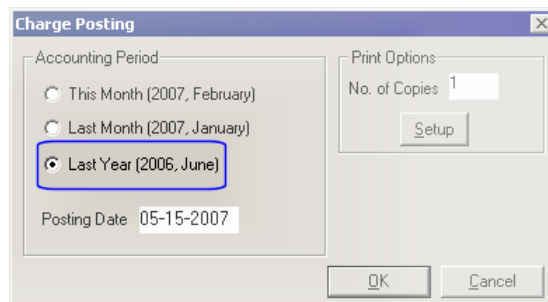 Charge Posting
Accounting Period
This Month (2007, February)
Last Month (2007, January)
Last Year (2006, June)
Posting Date 05-15-2007
Print Options
No. of Copies 1
Setup
OK Cancel